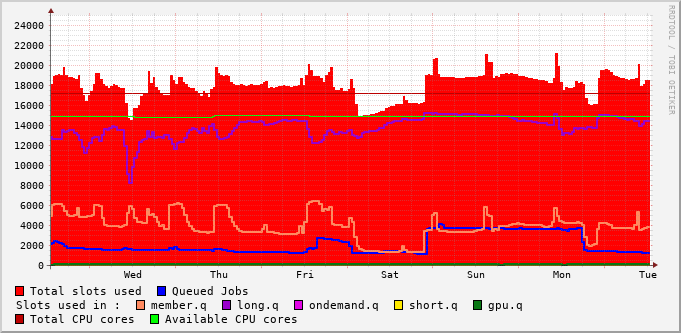 24000
22000
20000
18000
16000
14000
12000
10000
8000
6000
4000
2000
0
Wed Thu Fri Sat Sun Mon Tue
RRDTOOL / TOBI OETIKER
Total slots used Queued Jobs
Slots used in : member.q long.q ondemand.q short.q gpu.q
Total CPU cores Available CPU cores